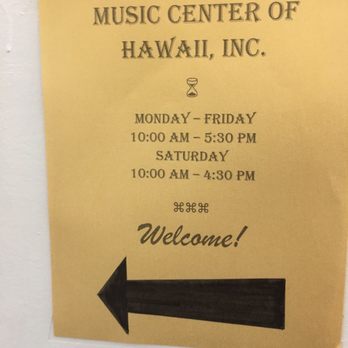 MUSIC CENTER OF
HAWAII, INC.
MONDAY – FRIDAY
10:00 AM – 5:30 PM
SATURDAY
10:00 AM – 4:30 PM
⌘⌘⌘
Welcome!